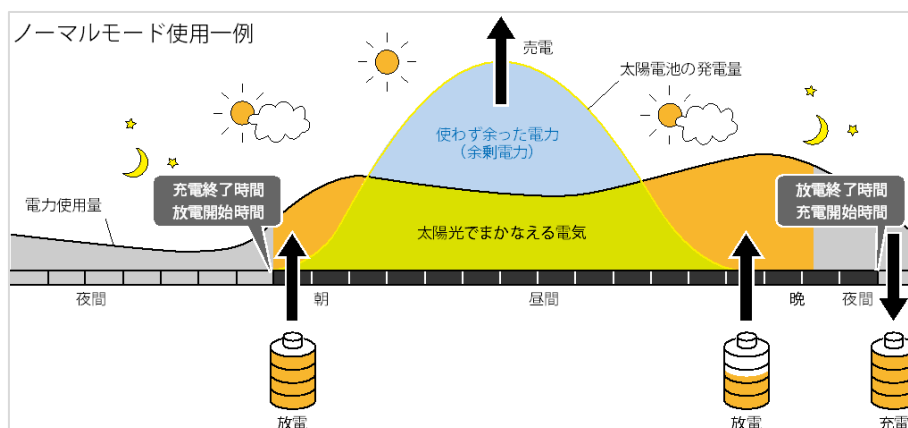 ノーマルモード使用一例
売電
太陽電池の発電量
使わず余った電力
（余剰電力）
充電終了時間
放電開始時間
放電終了時間
充電開始時間
電力使用量
太陽光でまかなえる電気
夜間
朝
昼間
晩
夜間
放電
放電
充電